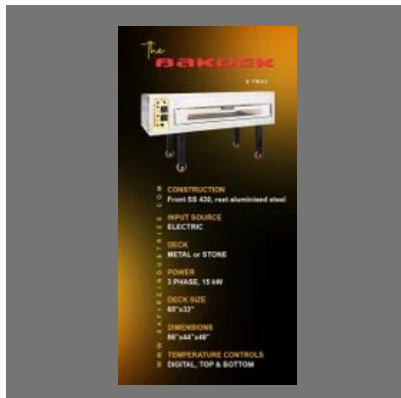 The
BAKDEK
CONSTRUCTION
Front SS 430, rest aluminised steel
INPUT SOURCE
ELECTRIC
DECK
METAL or STONE
POWER
3 PHASE, 15 kW
DECK SIZE
DIMENSIONS
TEMPERATURE CONTROLS
DIGITAL, TOP & BOTTOM